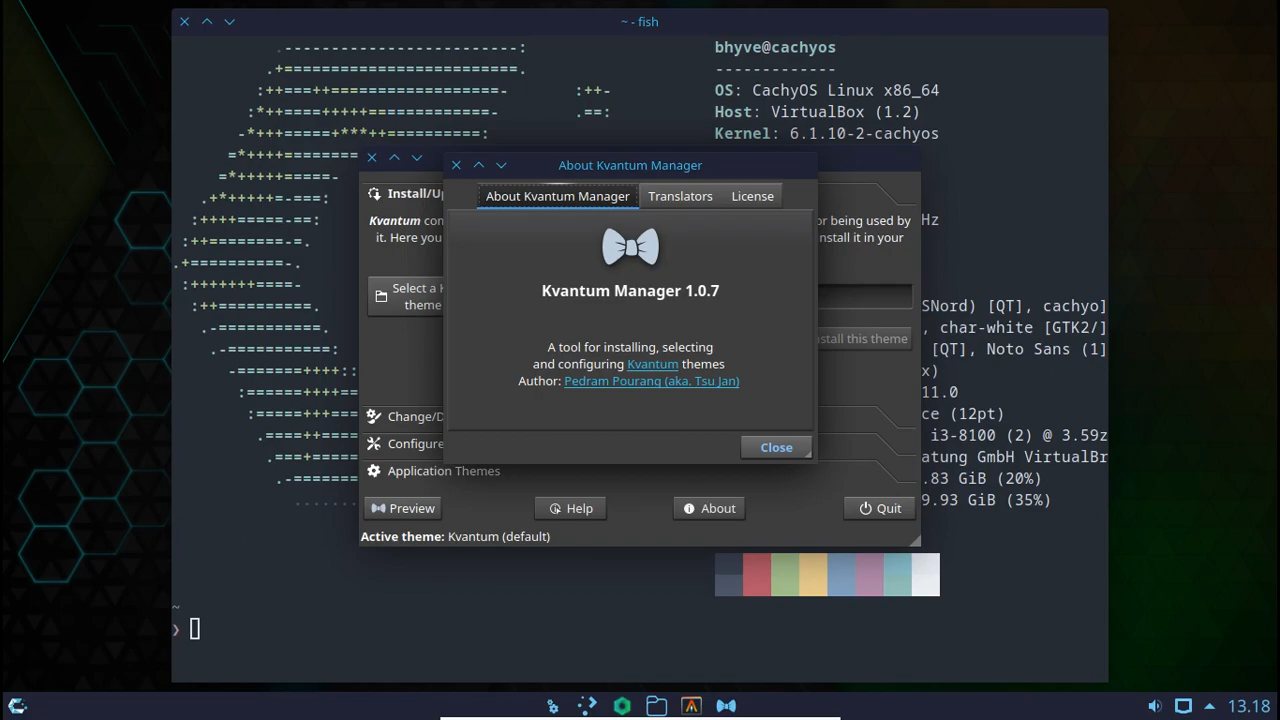 ~ - fish
bhyve@cachyos
-------------
OS: CachyOS Linux x86_64
Host: VirtualBox (1.2)
Kernel: 6.1.10-2-cachyos
About Kvantum Manager
About Kvantum Manager Translators License
Kvantum Manager 1.0.7
A tool for installing, selecting
and configuring Kvantum themes
Author: Pedram Pourang (aka. Tsu Jan)
Close
Install/Up
Kvantum con
or being used by
it. Here you
nstall it in your
Select a K
theme
stall this theme
Change/D
Configure
Application Themes
Preview Help About Quit
Active theme: Kvantum (default)
Hz
SNord) [QT], cachyo]
, char-white [GTK2/]
[QT], Noto Sans (1]
x)
11.0
ce (12pt)
i3-8100 (2) @ 3.59z
atung GmbH VirtualBr
.83 GiB (20%)
9.93 GiB (35%)
~
❯
13.18